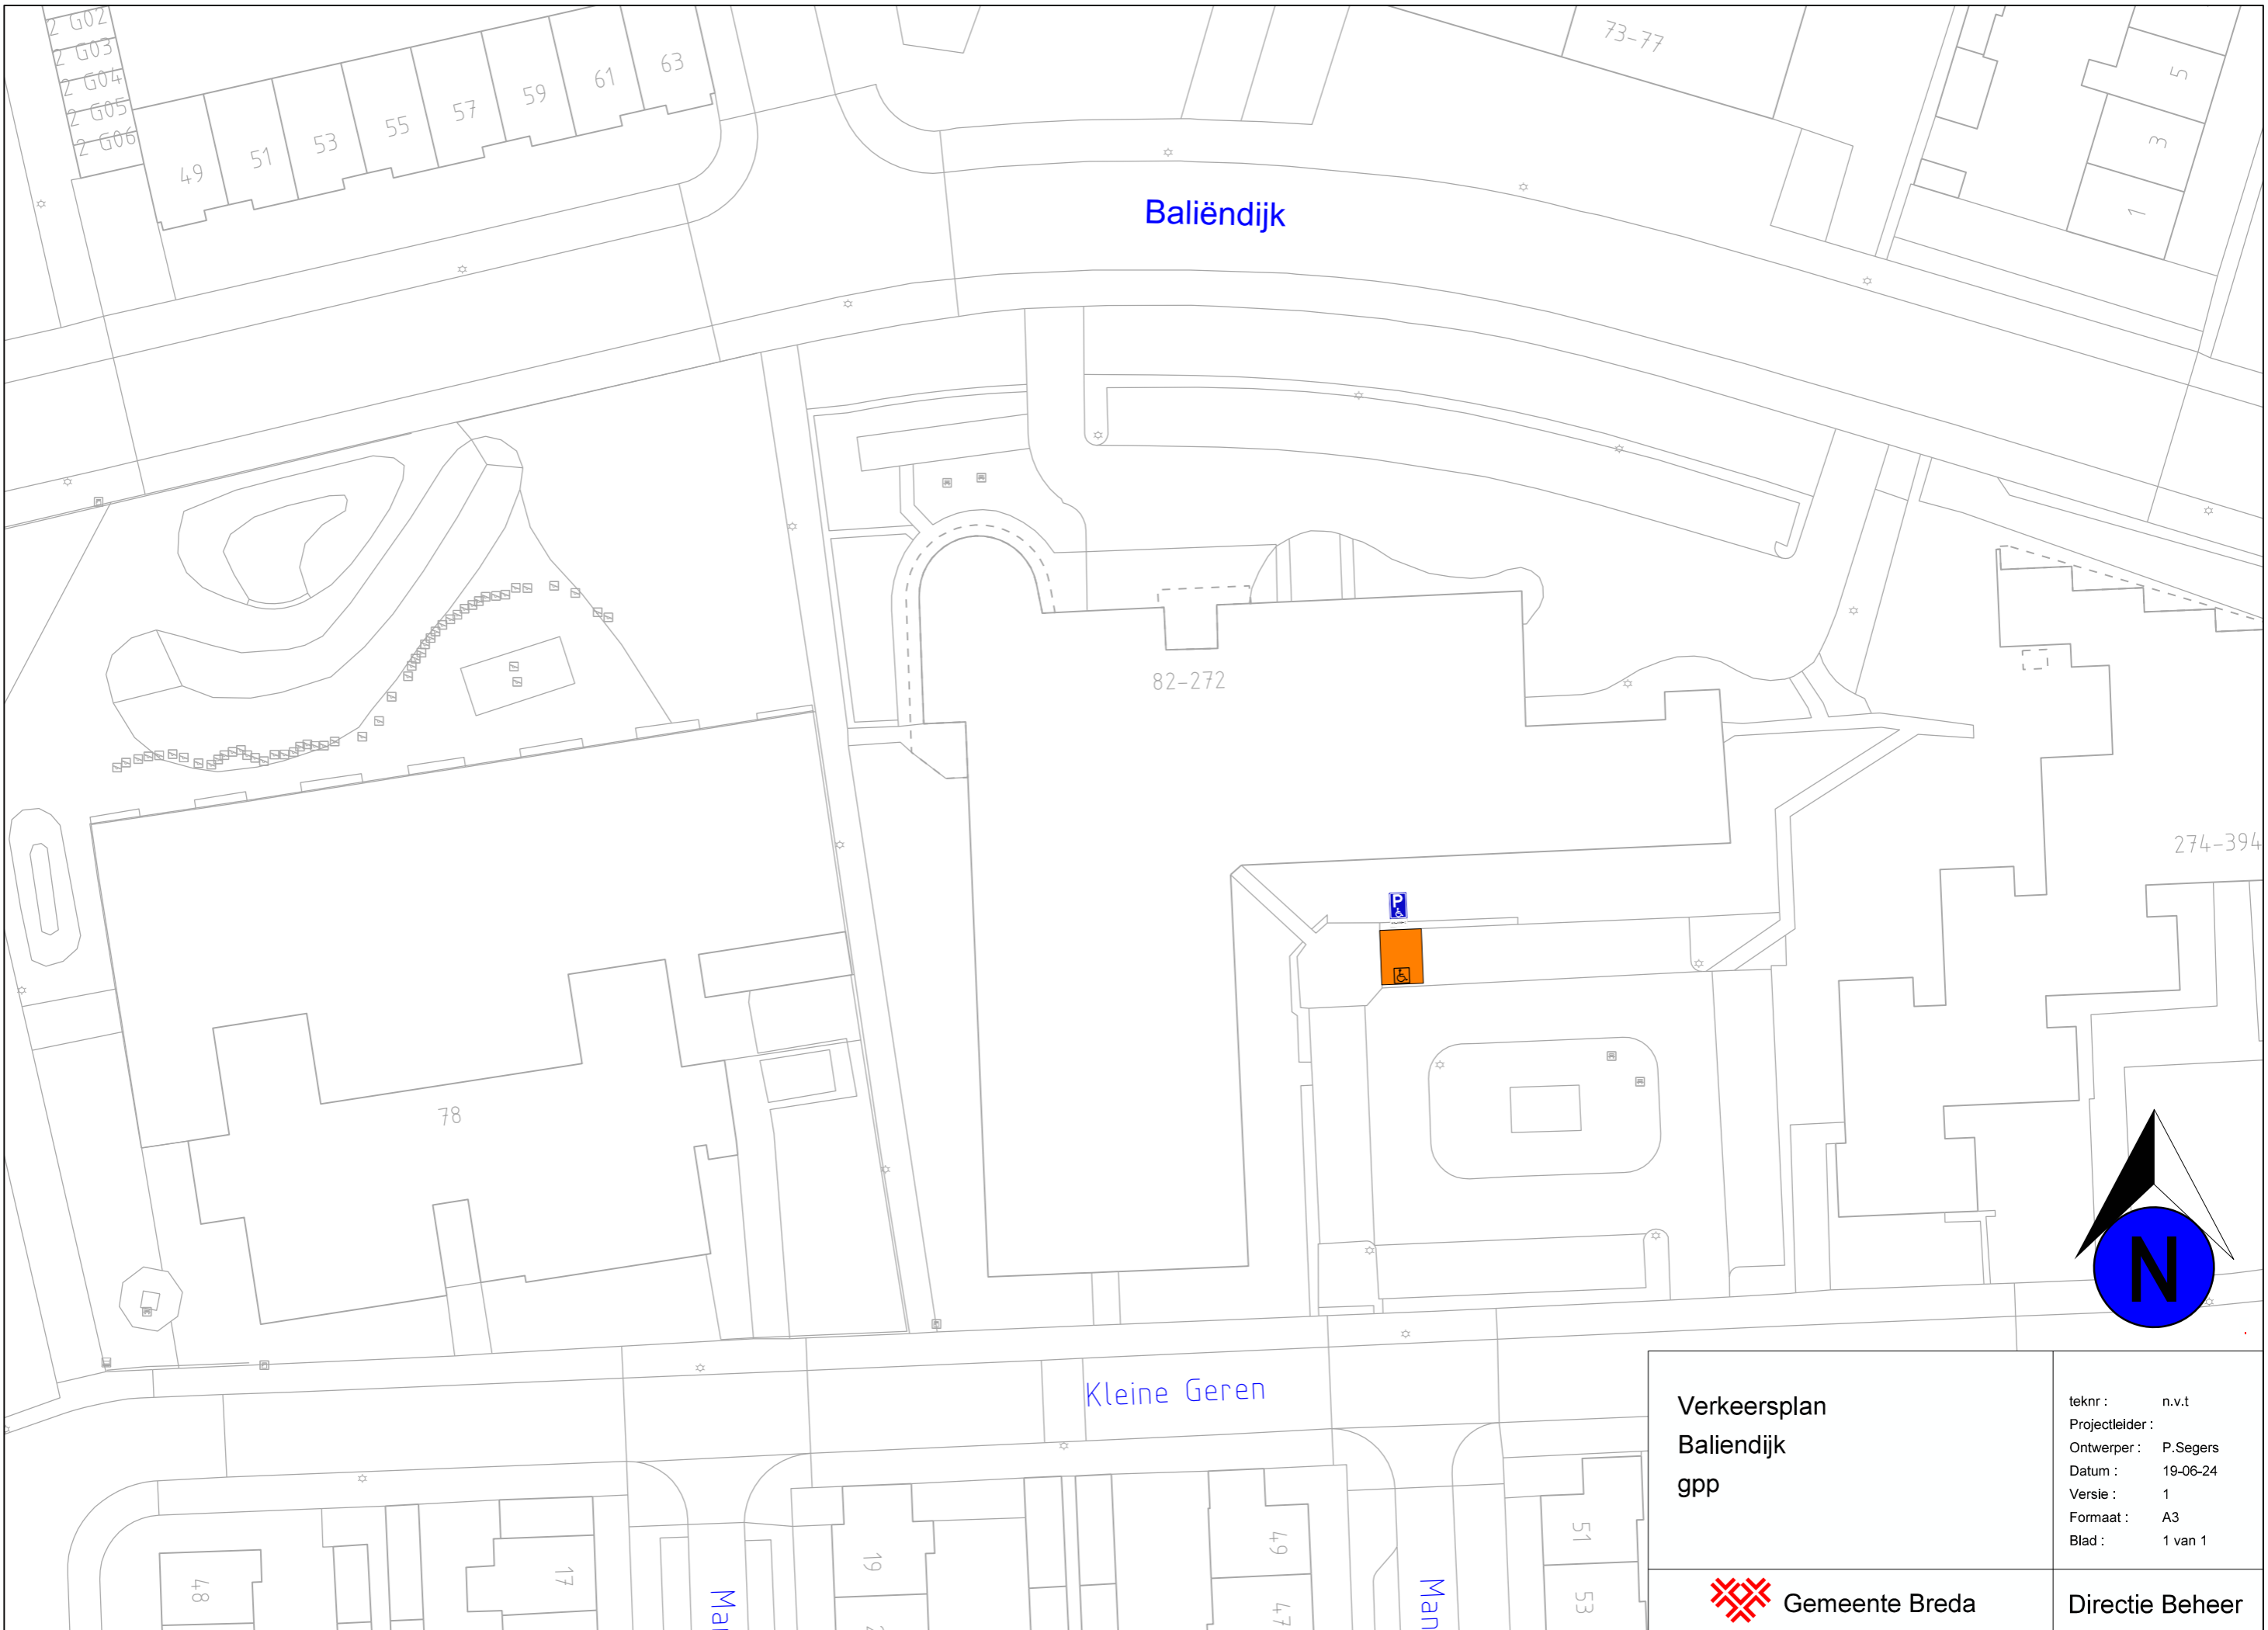 2 G02
2 G03
2 G04
2 G05
2 G06
49
51
53
55
57
59
61
63
73-77
5
3
1
Baliëndijk
82-272
274-394
P
78
N
Kleine Geren
48
17
19
49
47
51
53
Mar
Man
Verkeersplan
Baliendijk
gpp
teknr : n.v.t
Projectleider :
Ontwerper : P.Segers
Datum : 19-06-24
Versie : 1
Formaat : A3
Blad : 1 van 1
Gemeente Breda
Directie Beheer